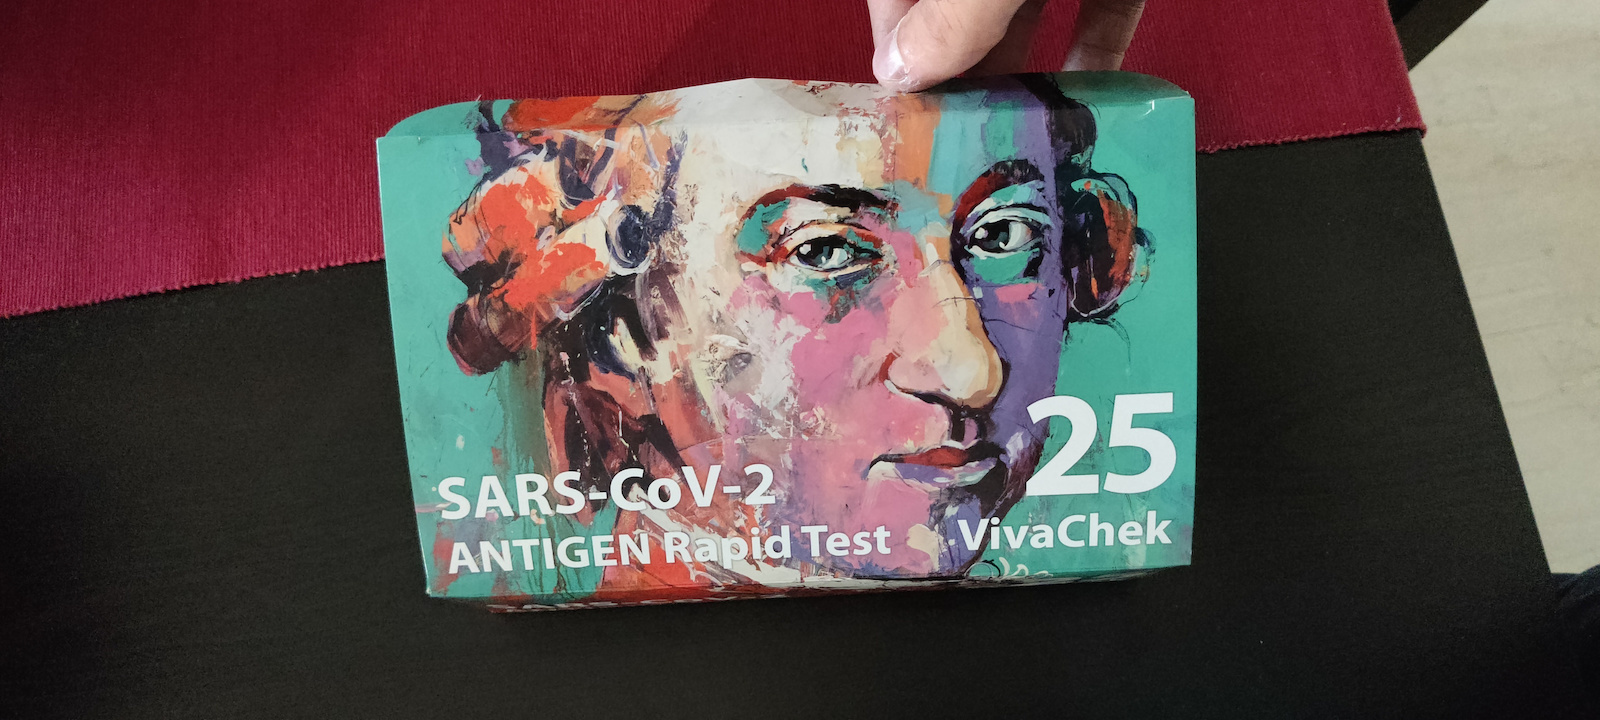 SARS-CoV-2
ANTIGEN Rapid Test
25
VivaChek